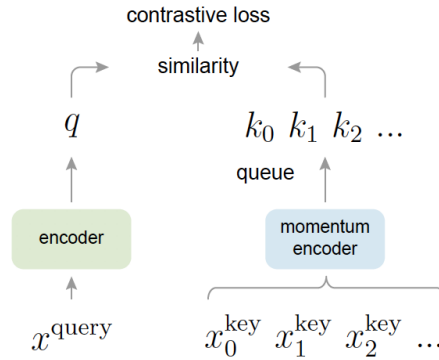 contrastive loss
similarity
q k₀ k₁ k₂ ...
queue
encoder
momentum
encoder
x^query x₀^key x₁^key x₂^key ...